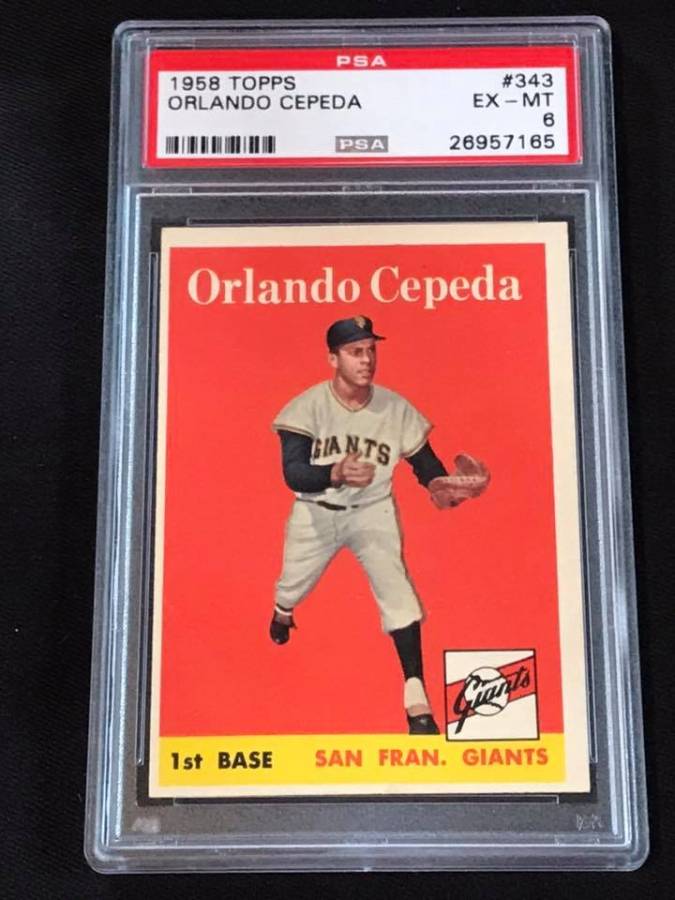 PSA
1958 TOPPS #343
ORLANDO CEPEDA EX-MT
6
PSA 26957165
Orlando Cepeda
GIANTS
Giants
1st BASE SAN FRAN. GIANTS